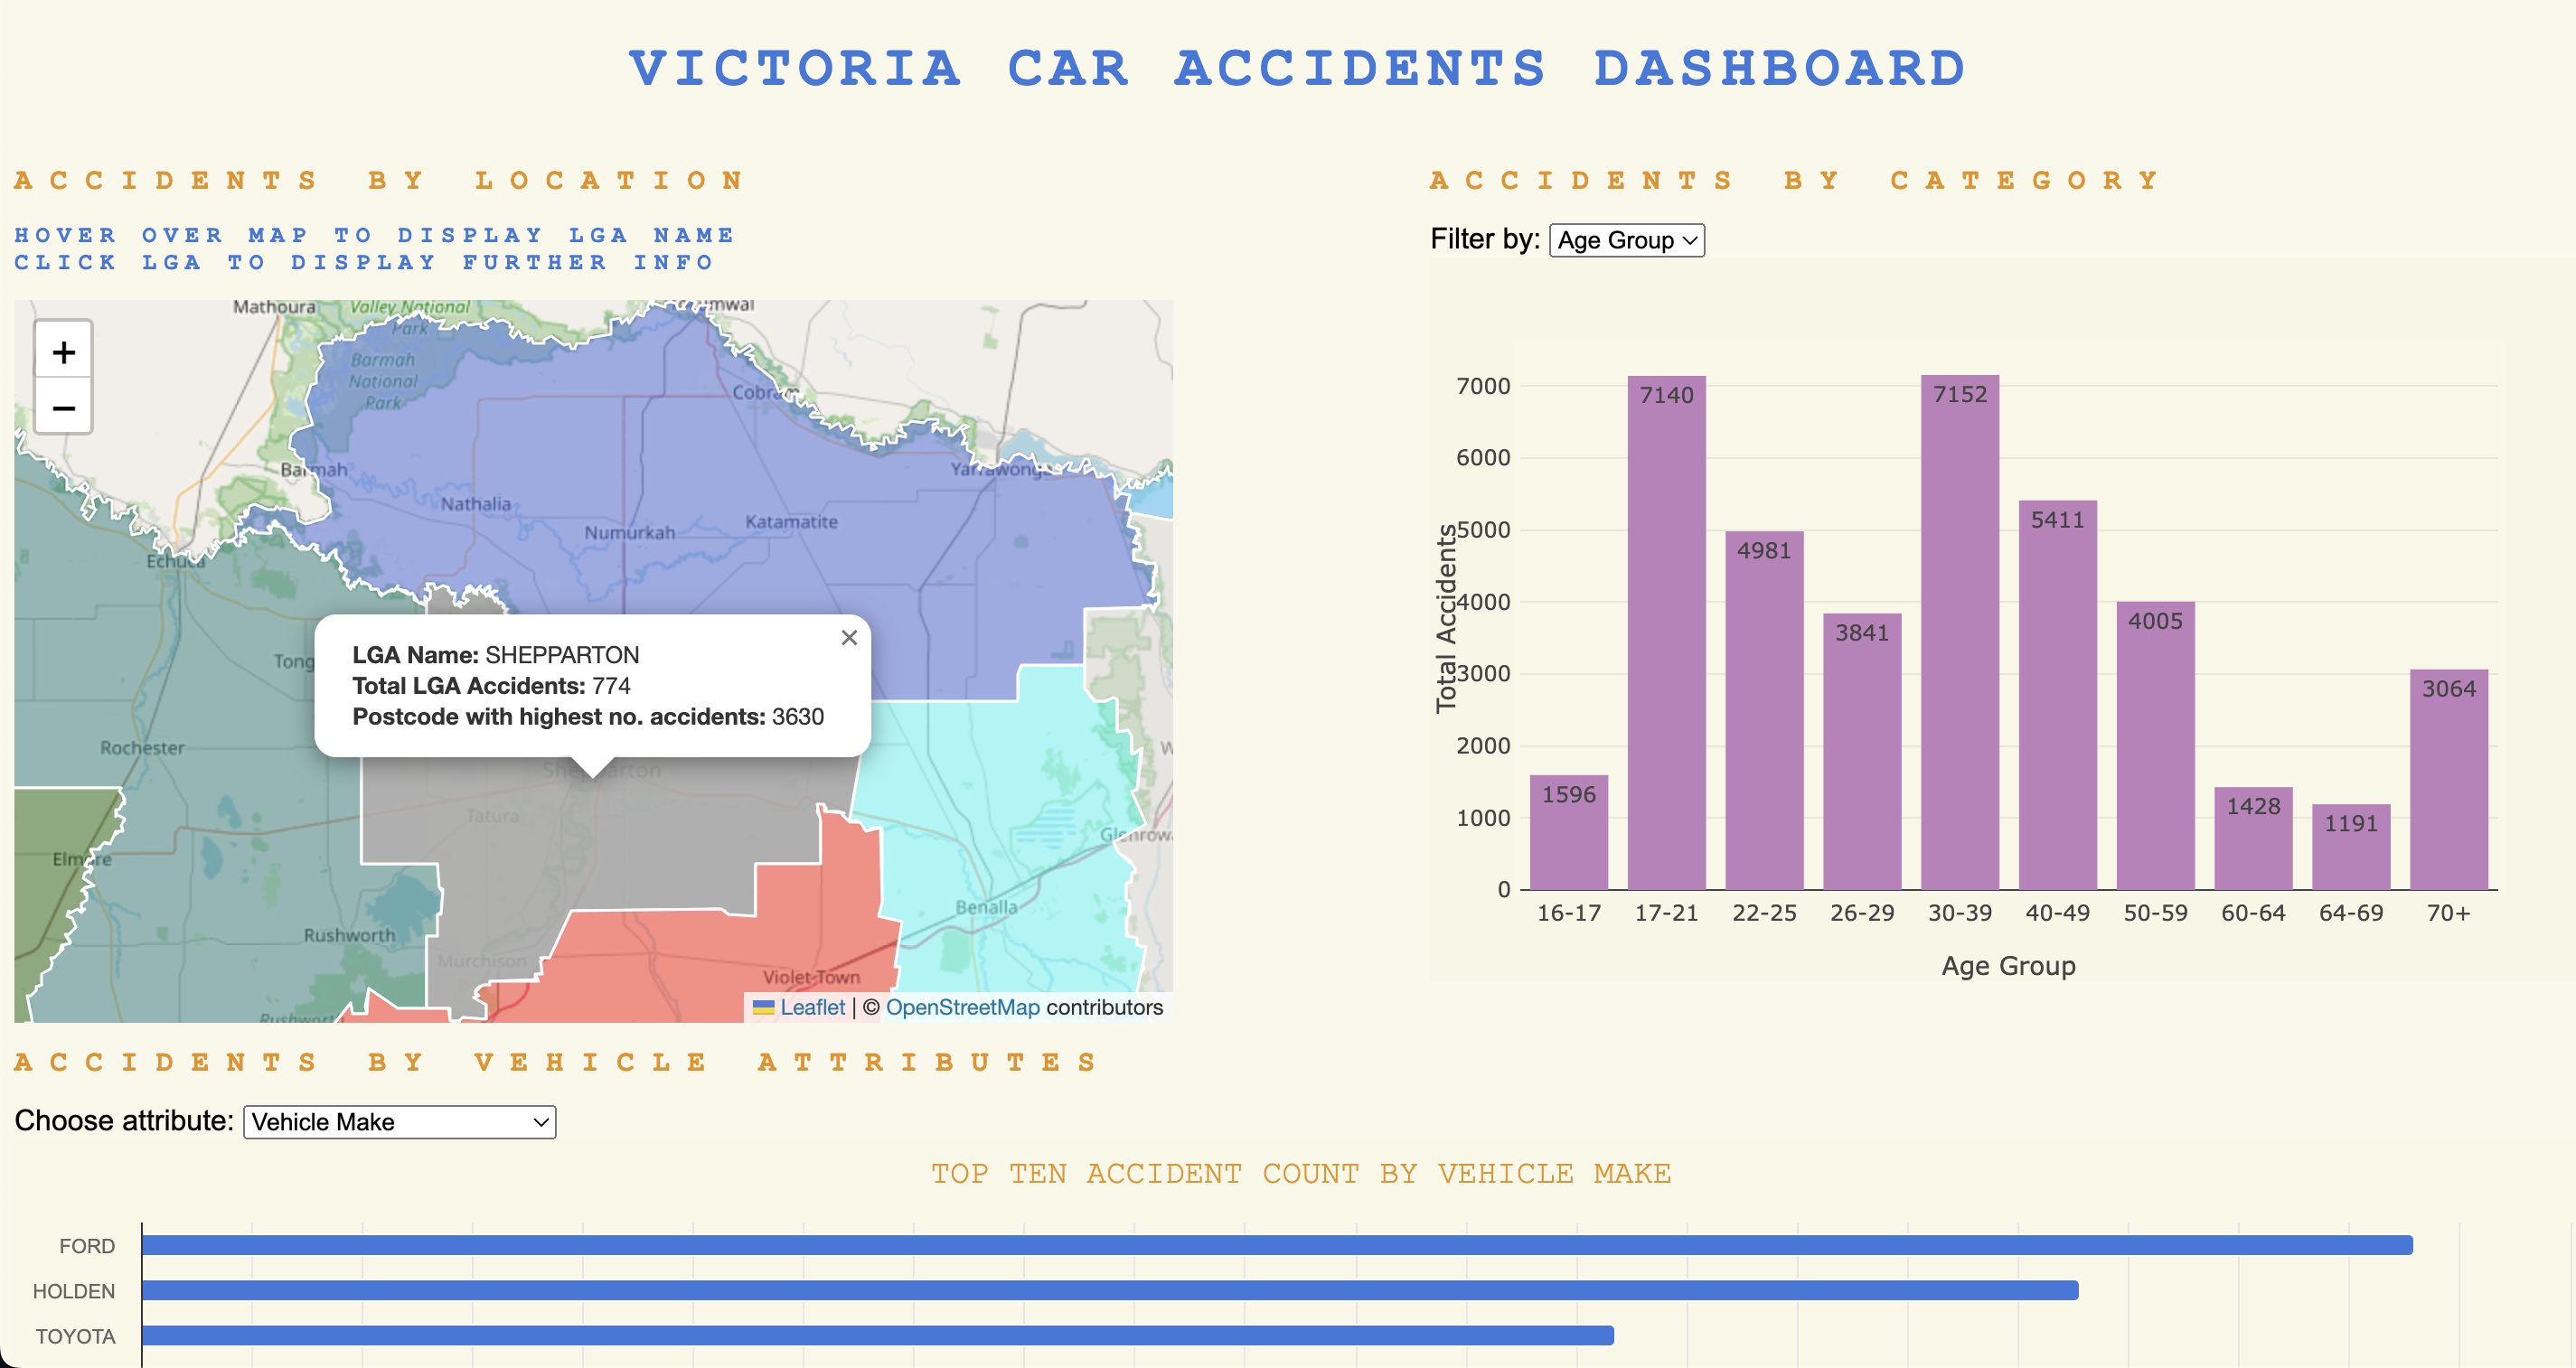 VICTORIA CAR ACCIDENTS DASHBOARD
ACCIDENTS BY LOCATION
HOVER OVER MAP TO DISPLAY LGA NAME
CLICK LGA TO DISPLAY FURTHER INFO
+
−
Mathoura
Valley National
Park
Barmah
National
Park
Cobram
Barmah
Yarrawonga
Nathalia
Numurkah
Katamatite
Echuca
Tong
LGA Name: SHEPPARTON
Total LGA Accidents: 774
Postcode with highest no. accidents: 3630
×
Rochester
Shepparton
Tatura
Elmore
Benalla
Rushworth
Murchison
Violet Town
Leaflet | © OpenStreetMap contributors
ACCIDENTS BY CATEGORY
Filter by: Age Group
Total Accidents
7000
6000
5000
4000
3000
2000
1000
0
1596
7140
4981
3841
7152
5411
4005
1428
1191
3064
16-17 17-21 22-25 26-29 30-39 40-49 50-59 60-64 64-69 70+
Age Group
ACCIDENTS BY VEHICLE ATTRIBUTES
Choose attribute: Vehicle Make
TOP TEN ACCIDENT COUNT BY VEHICLE MAKE
FORD
HOLDEN
TOYOTA